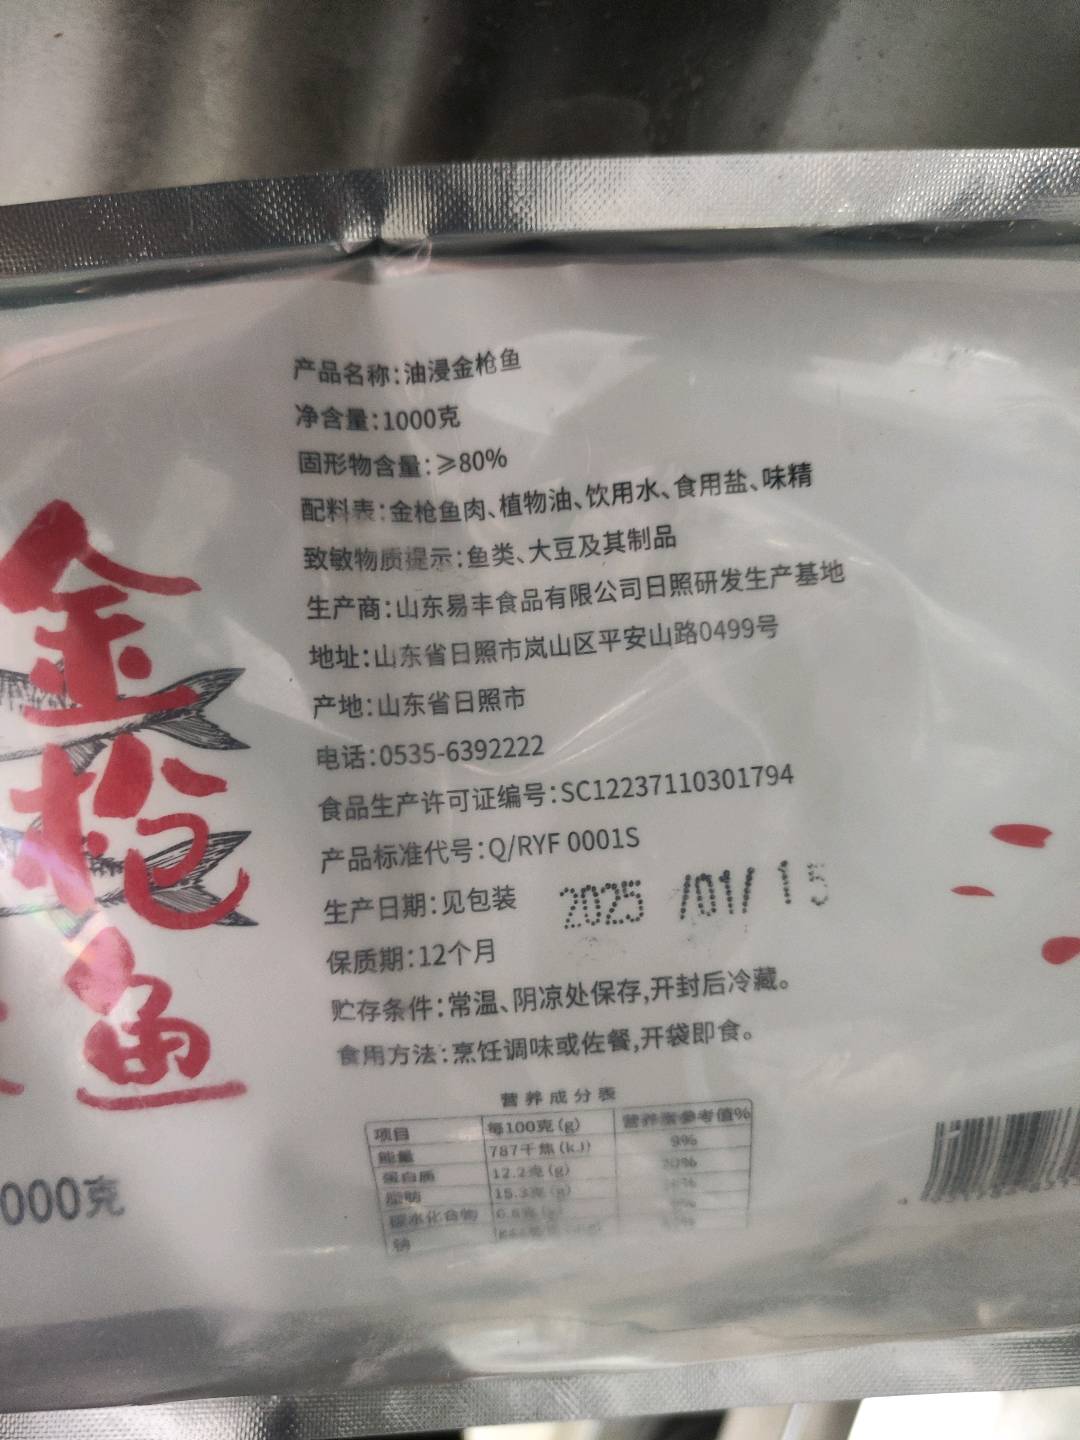 产品名称:油浸金枪鱼
净含量:1000克
固形物含量:≥80%
配料表:金枪鱼肉、植物油、饮用水、食用盐、味精
致敏物质提示:鱼类、大豆及其制品
生产商:山东易丰食品有限公司日照研发生产基地
地址:山东省日照市岚山区平安山路0499号
产地:山东省日照市
电话:0535-6392222
食品生产许可证编号:SC12237110301794
产品标准代号:Q/RYF 0001S
生产日期:见包装 2025 /01/ 15
保质期:12个月
贮存条件:常温、阴凉处保存,开封后冷藏。
食用方法:烹饪调味或佐餐,开袋即食。
营养成分表
项目 每100克(g) 营养素参考值%
能量 787千焦(kJ) 9%
蛋白质 12.2克(g) 20%
脂肪 15.3克(g)
碳水化合物
钠
金枪鱼
000克